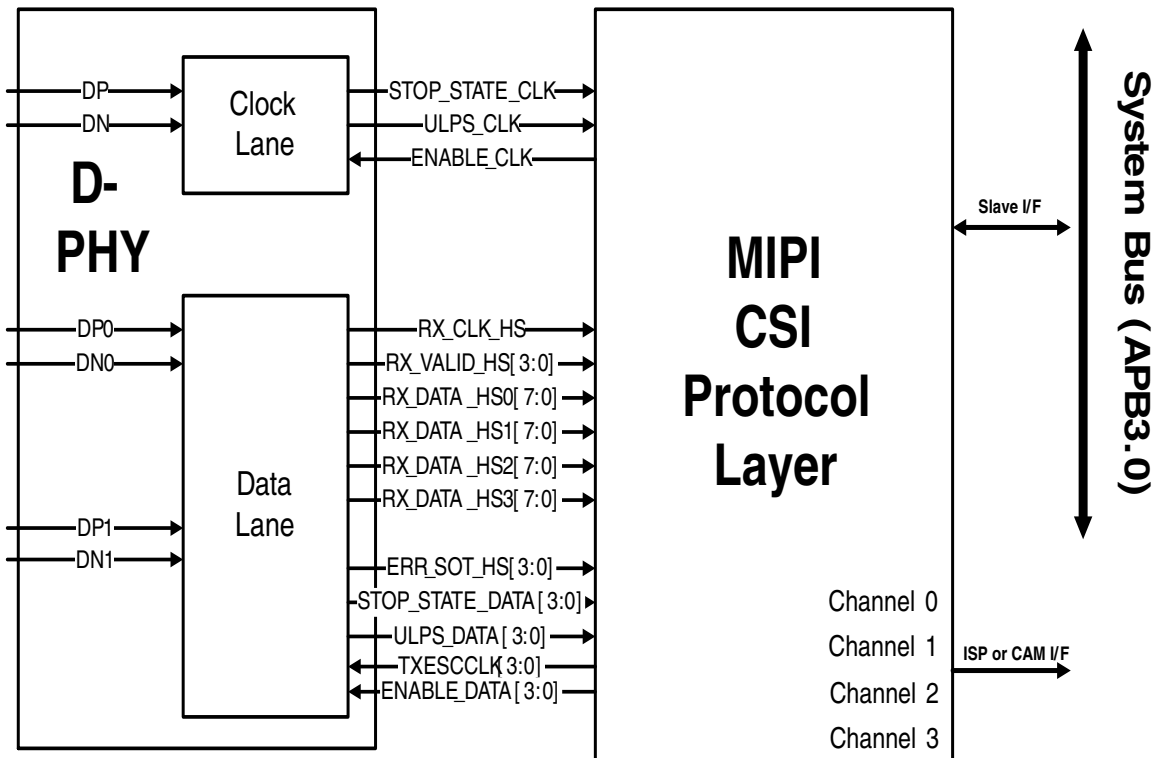 DP
DN
Clock
Lane
STOP_STATE_CLK
ULPS_CLK
ENABLE_CLK
D-
PHY
DP0
DN0
DP1
DN1
Data
Lane
RX_CLK_HS
RX_VALID_HS[3:0]
RX_DATA _HS0[7:0]
RX_DATA _HS1[7:0]
RX_DATA _HS2[7:0]
RX_DATA _HS3[7:0]
ERR_SOT_HS[3:0]
STOP_STATE_DATA[3:0]
ULPS_DATA[3:0]
TXESCCLK[3:0]
ENABLE_DATA[3:0]
MIPI
CSI
Protocol
Layer
Channel 0
Channel 1
Channel 2
Channel 3
Slave I/F
ISP or CAM I/F
System Bus (APB3.0)